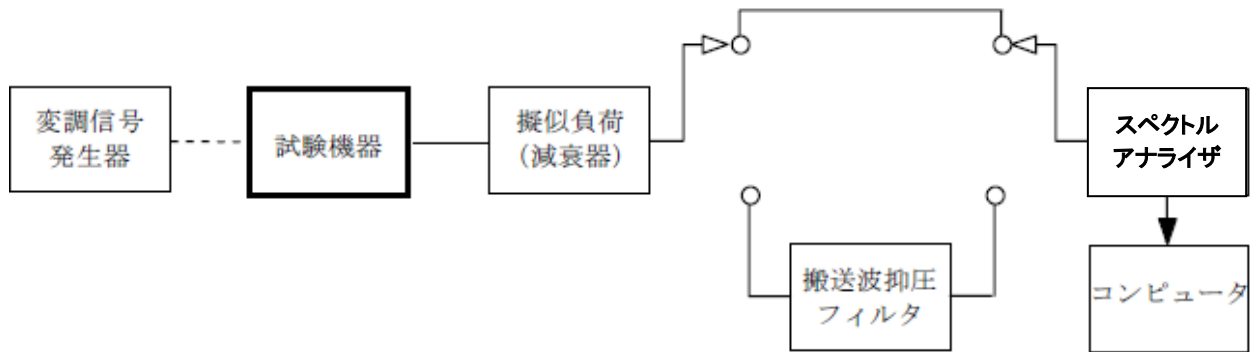 変調信号
発生器
試験機器
擬似負荷
（減衰器）
スペクトル
アナライザ
搬送波抑圧
フィルタ
コンピュータ